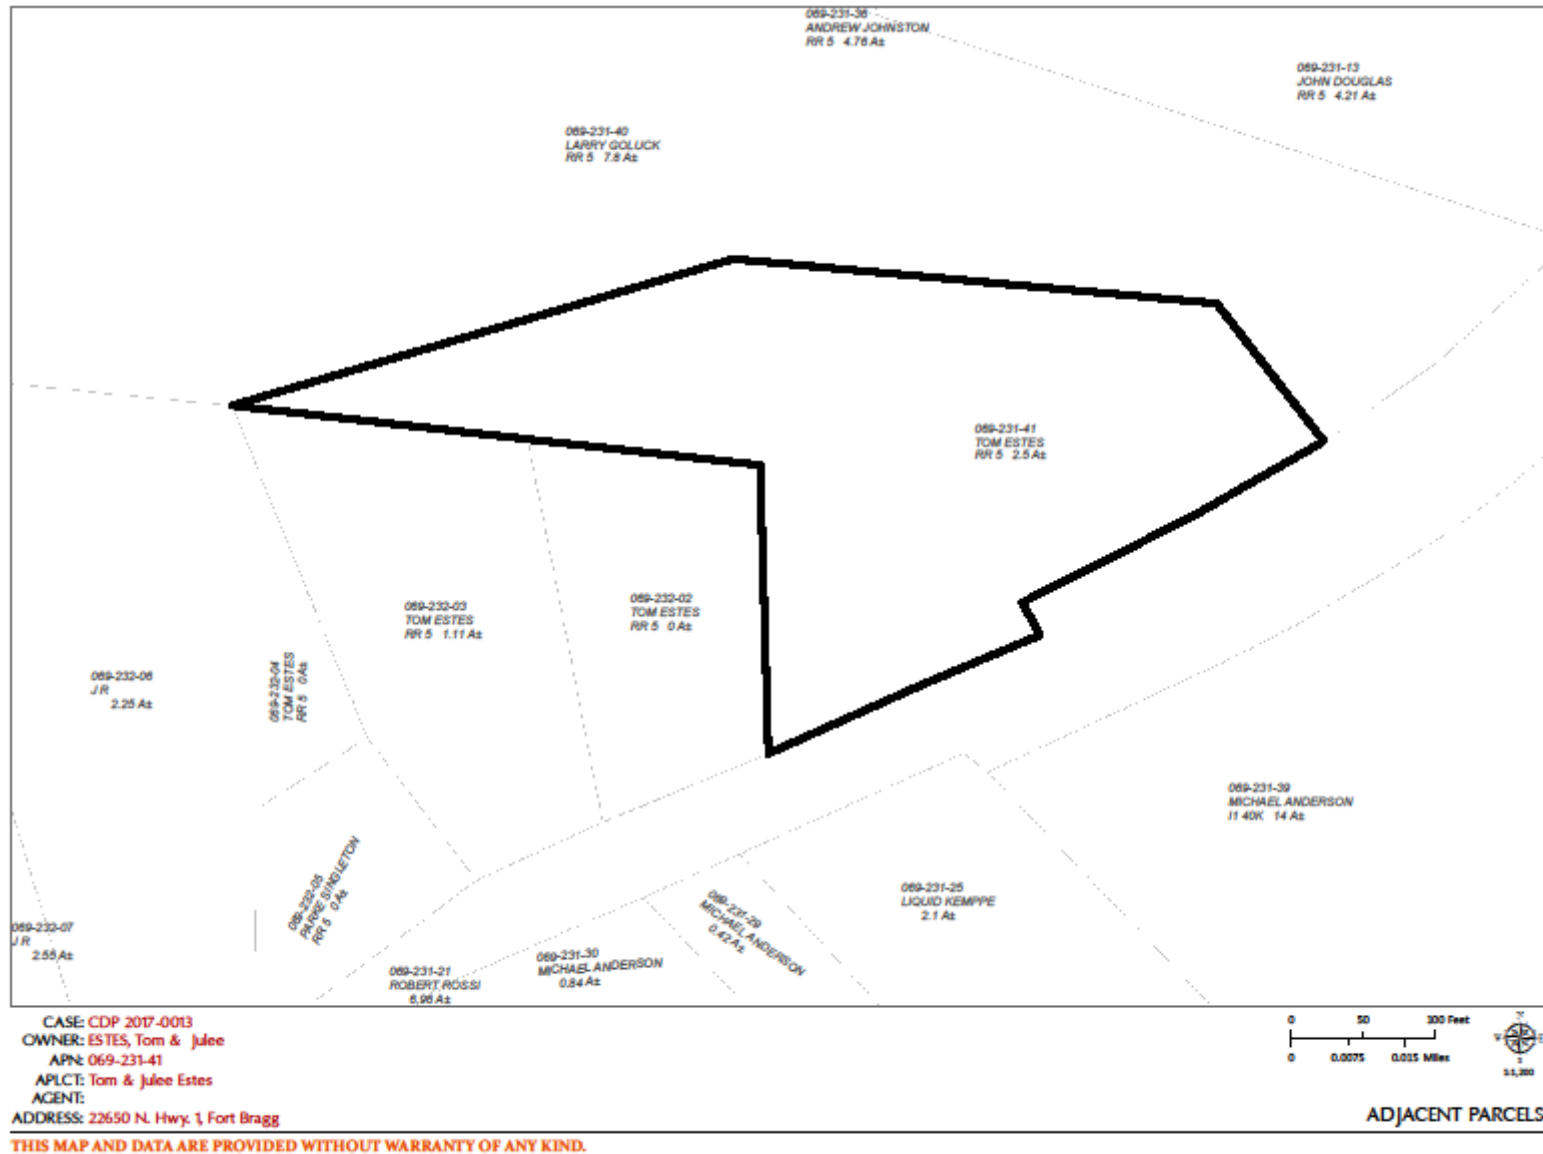 069-231-36
ANDREW JOHNSTON
RR 5 4.76 A±
069-231-13
JOHN DOUGLAS
RR 5 4.21 A±
069-231-40
LARRY GOLUCK
RR 5 7.8 A±
069-231-41
TOM ESTES
RR 5 2.5 A±
069-232-03
TOM ESTES
RR 5 1.11 A±
069-232-02
TOM ESTES
RR 5 0 A±
069-232-04
TOM ESTES
RR 5 0 A±
069-232-06
J R
2.25 A±
069-231-39
MICHAEL ANDERSON
I1 40K 14 A±
069-232-05
PARKE SINGLETON
RR 5 0 A±
069-231-25
LIQUID KEMPPE
2.1 A±
069-231-29
MICHAEL ANDERSON
0.42 A±
069-232-07
J R
2.55 A±
069-231-30
MICHAEL ANDERSON
0.84 A±
069-231-21
ROBERT ROSSI
6.96 A±
CASE: CDP 2017-0013
OWNER: ESTES, Tom & Julee
APN: 069-231-41
APLCT: Tom & Julee Estes
AGENT:
ADDRESS: 22650 N. Hwy. 1, Fort Bragg
0 50 100 Feet
0 0.0075 0.015 Miles
1:1,200
ADJACENT PARCELS
THIS MAP AND DATA ARE PROVIDED WITHOUT WARRANTY OF ANY KIND.